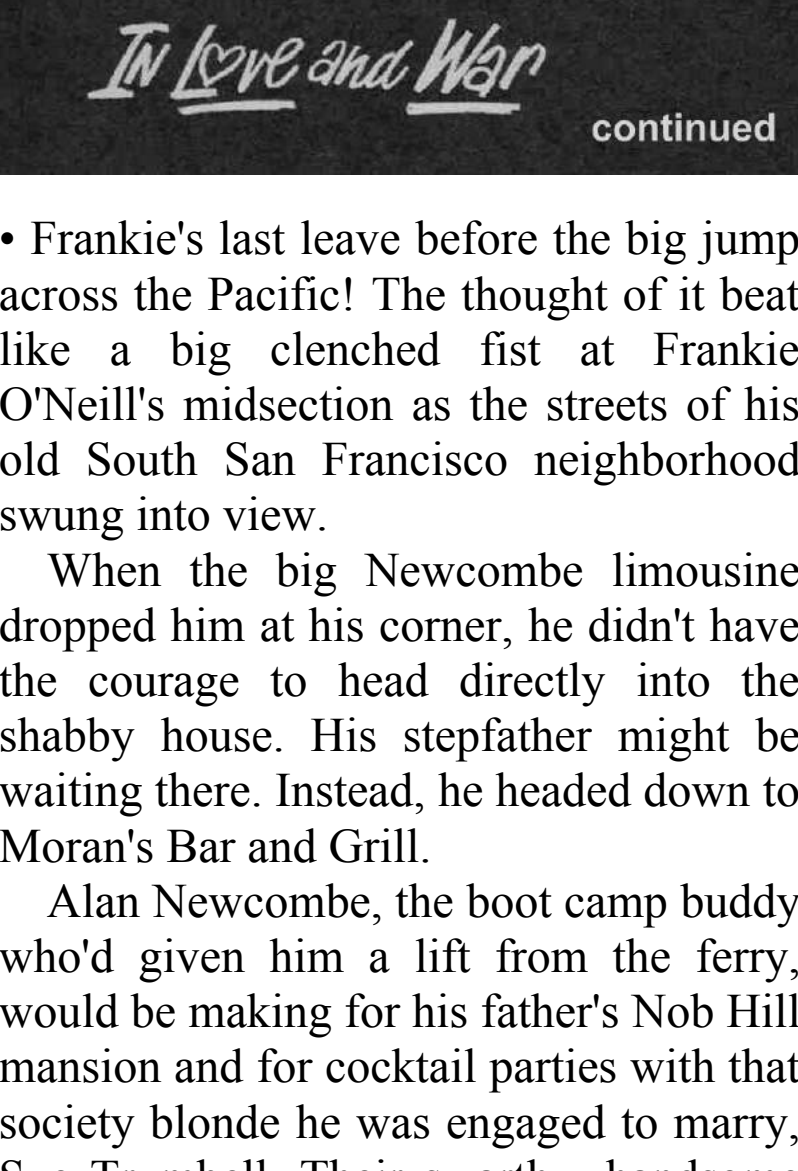 In Love and War
continued
• Frankie's last leave before the big jump
across the Pacific! The thought of it beat
like a big clenched fist at Frankie
O'Neill's midsection as the streets of his
old South San Francisco neighborhood
swung into view.
When the big Newcombe limousine
dropped him at his corner, he didn't have
the courage to head directly into the
shabby house. His stepfather might be
waiting there. Instead, he headed down to
Moran's Bar and Grill.
Alan Newcombe, the boot camp buddy
who'd given him a lift from the ferry,
would be making for his father's Nob Hill
mansion and for cocktail parties with that
society blonde he was engaged to marry,